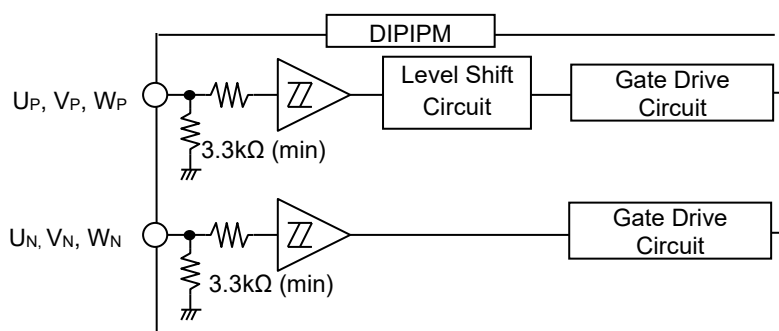 DIPIPM
UP, VP, WP
Level Shift
Circuit
Gate Drive
Circuit
3.3kΩ (min)
UN, VN, WN
Gate Drive
Circuit
3.3kΩ (min)